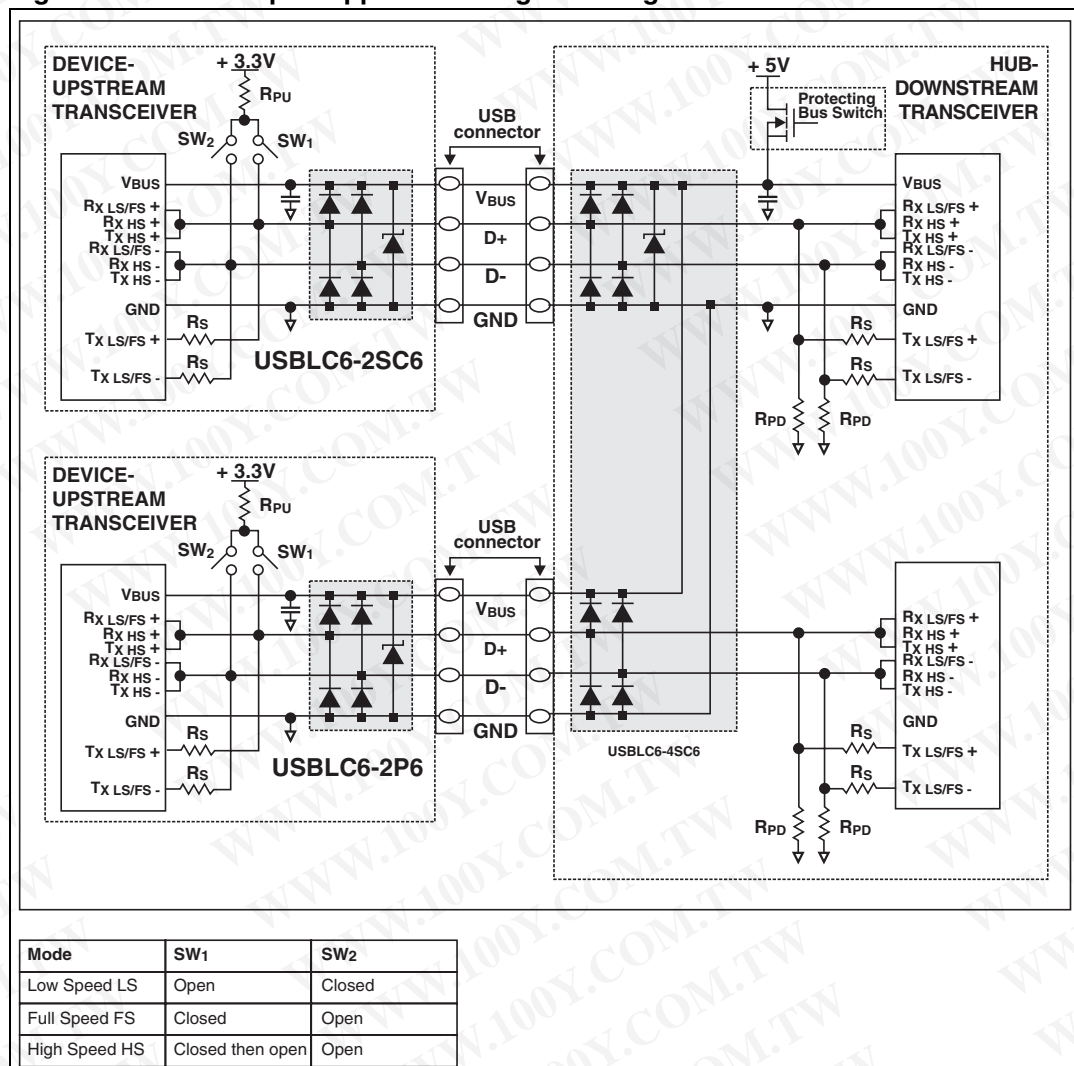 DEVICE-
UPSTREAM
TRANSCEIVER
+ 3.3V
RPU
SW2
SW1
VBUS
RX LS/FS +
RX HS +
TX HS +
RX LS/FS -
RX HS -
TX HS -
GND
TX LS/FS +
TX LS/FS -
RS
RS
USBLC6-2SC6
USB
connector
VBUS
D+
D-
GND
+ 5V
Protecting
Bus Switch
HUB-
DOWNSTREAM
TRANSCEIVER
VBUS
RX LS/FS +
RX HS +
TX HS +
RX LS/FS -
RX HS -
TX HS -
GND
TX LS/FS +
TX LS/FS -
RS
RS
RPD
RPD
DEVICE-
UPSTREAM
TRANSCEIVER
+ 3.3V
RPU
SW2
SW1
VBUS
RX LS/FS +
RX HS +
TX HS +
RX LS/FS -
RX HS -
TX HS -
GND
TX LS/FS +
TX LS/FS -
RS
RS
USBLC6-2P6
USB
connector
VBUS
D+
D-
GND
USBLC6-4SC6
RX LS/FS +
RX HS +
TX HS +
RX LS/FS -
RX HS -
TX HS -
GND
TX LS/FS +
TX LS/FS -
RS
RS
RPD
RPD
Mode SW1 SW2
Low Speed LS Open Closed
Full Speed FS Closed Open
High Speed HS Closed then open Open
WWW.100Y.COM.TW